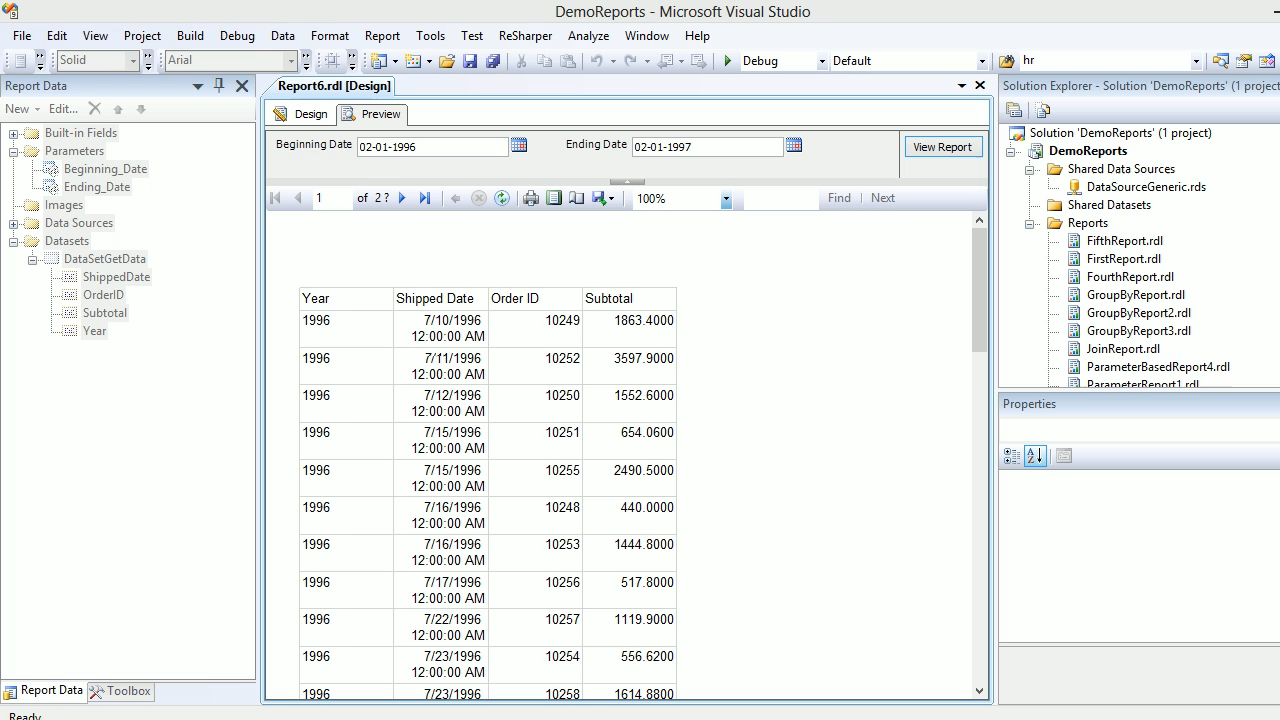 DemoReports - Microsoft Visual Studio
File Edit View Project Build Debug Data Format Report Tools Test ReSharper Analyze Window Help
Solid Arial Debug Default hr
Report Data
New Edit...
Built-in Fields
Parameters
Beginning_Date
Ending_Date
Images
Data Sources
Datasets
DataSetGetData
ShippedDate
OrderID
Subtotal
Year
Report Data Toolbox
Report6.rdl [Design]
Design Preview
Beginning Date 02-01-1996 Ending Date 02-01-1997 View Report
1 of 2 ? 100% Find | Next
Year Shipped Date Order ID Subtotal
1996 7/10/1996 12:00:00 AM 10249 1863.4000
1996 7/11/1996 12:00:00 AM 10252 3597.9000
1996 7/12/1996 12:00:00 AM 10250 1552.6000
1996 7/15/1996 12:00:00 AM 10251 654.0600
1996 7/15/1996 12:00:00 AM 10255 2490.5000
1996 7/16/1996 12:00:00 AM 10248 440.0000
1996 7/16/1996 12:00:00 AM 10253 1444.8000
1996 7/17/1996 12:00:00 AM 10256 517.8000
1996 7/22/1996 12:00:00 AM 10257 1119.9000
1996 7/23/1996 12:00:00 AM 10254 556.6200
1996 7/23/1996 10258 1614.8800
Solution Explorer - Solution 'DemoReports' (1 project
Solution 'DemoReports' (1 project)
DemoReports
Shared Data Sources
DataSourceGeneric.rds
Shared Datasets
Reports
FifthReport.rdl
FirstReport.rdl
FourthReport.rdl
GroupByReport.rdl
GroupByReport2.rdl
GroupByReport3.rdl
JoinReport.rdl
ParameterBasedReport4.rdl
ParameterReport1.rdl
Properties
Ready